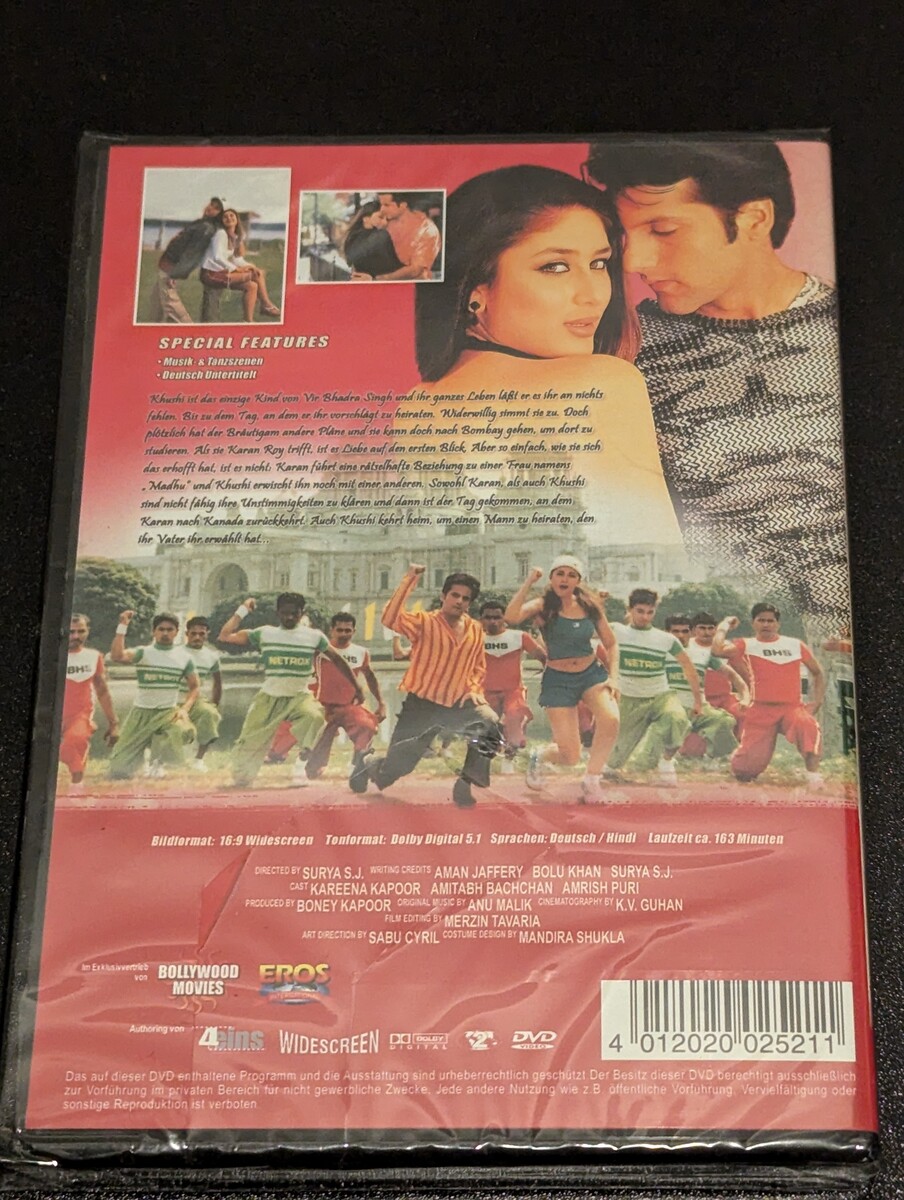 SPECIAL FEATURES
• Musik- & Tanzszenen
• Deutsch Untertitelt
Khushi ist das einzige Kind von Vir Bhadra Singh und ihr ganzes Leben läßt er es ihr an nichts
fehlen. Bis zu dem Tag, an dem er ihr vorschlägt zu heiraten. Widerwillig simmt sie zu. Doch
plötzlich hat der Bräutigam andere Pläne und sie kann doch nach Bombay gehen, um dort zu
studieren. Als sie Karan Roy trifft, ist es Liebe auf den ersten Blick. Aber so einfach, wie sie sich
das erhofft hat, ist es nicht; Karan führt eine rätselhafte Beziehung zu einer Frau namens
„Madhu" und Khushi erwischt ihn noch mit einer anderen. Sowohl Karan, als auch Khushi
sind nicht fähig ihre Unstimmigkeiten zu klären und dann ist der Tag gekommen, an dem
Karan nach Kanada zurückkehrt. Auch Khushi kehrt heim, um einen Mann zu heiraten, den
ihr Vater ihr erwählt hat...
BHS NETROX BHS BHS NETROX BHS
Bildformat: 16:9 Widescreen Tonformat: Dolby Digital 5.1 Sprachen: Deutsch / Hindi Laufzeit ca. 163 Minuten
DIRECTED BY SURYA S.J. WRITING CREDITS AMAN JAFFERY BOLU KHAN SURYA S.J.
CAST KAREENA KAPOOR AMITABH BACHCHAN AMRISH PURI
PRODUCED BY BONEY KAPOOR ORIGINAL MUSIC BY ANU MALIK CINEMATOGRAPHY BY K.V. GUHAN
FILM EDITING BY MERZIN TAVARIA
ART DIRECTION BY SABU CYRIL COSTUME DESIGN BY MANDIRA SHUKLA
Im Exklusivvertrieb
von
BOLLYWOOD
MOVIES
EROS
INTERNATIONAL
Authoring von
4eins
WIDESCREEN
DOLBY
DIGITAL
2
DVD
VIDEO
4 012020 025211
Das auf dieser DVD enthaltene Programm und die Ausstattung sind urheberrechtlich geschützt Der Besitz dieser DVD berechtigt ausschließlich
zur Vorführung im privaten Bereich für nicht gewerbliche Zwecke. Jede andere Nutzung wie z.B. öffentliche Vorführung, Vervielfältigung oder
sonstige Reproduktion ist verboten.